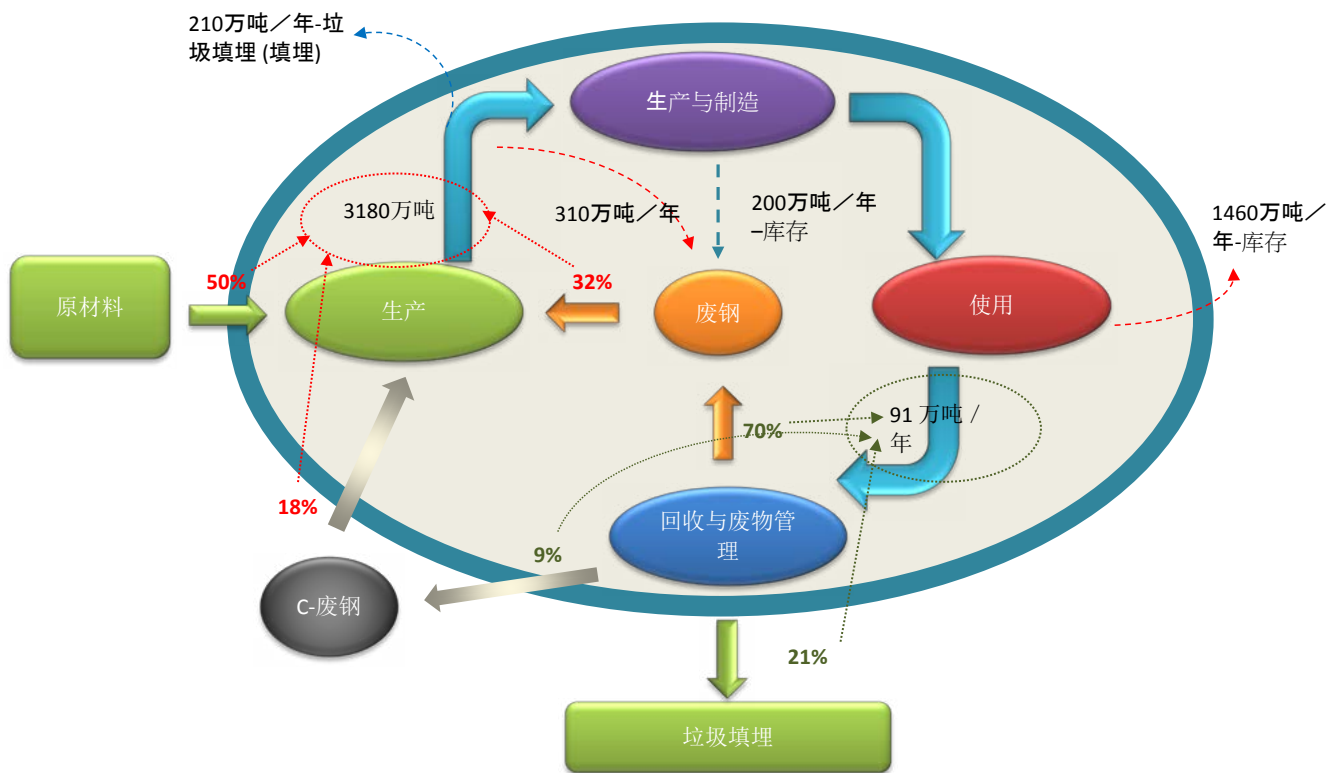 210万吨／年-垃
圾填埋 (填埋)
生产与制造
3180万吨
310万吨／年
200万吨／年
–库存
1460万吨／
年-库存
原材料
50%
生产
32%
废钢
使用
70%
91 万吨 /
年
18%
9%
回收与废物管
理
C-废钢
21%
垃圾填埋